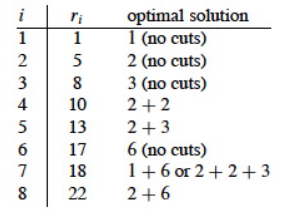 i r_i optimal solution
1 1 1 (no cuts)
2 5 2 (no cuts)
3 8 3 (no cuts)
4 10 2 + 2
5 13 2 + 3
6 17 6 (no cuts)
7 18 1 + 6 or 2 + 2 + 3
8 22 2 + 6